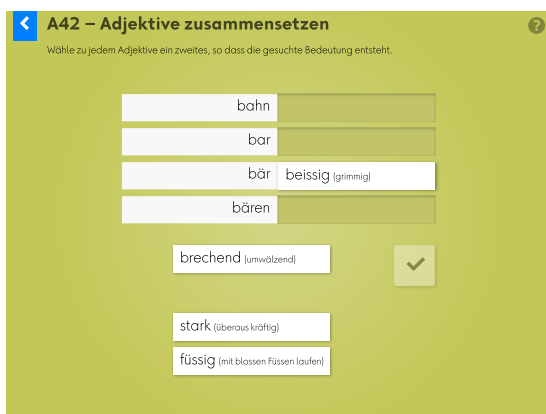 A42 – Adjektive zusammensetzen
?
Wähle zu jedem Adjektive ein zweites, so dass die gesuchte Bedeutung entsteht.
bahn
bar
bär beissig (grimmig)
bären
brechend (umwälzend)
stark (überaus kräftig)
füssig (mit blossen Füssen laufen)